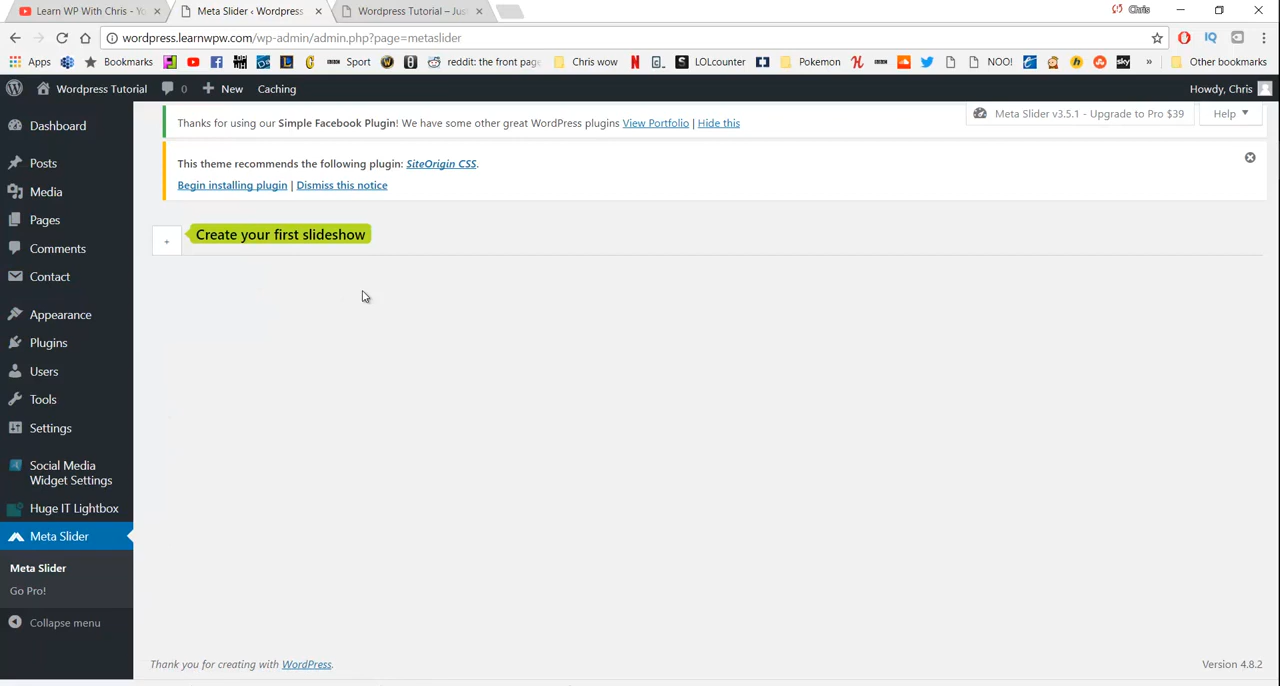 Learn WP With Chris - Yo
Meta Slider ‹ Wordpress
Wordpress Tutorial – Jus
Chris
wordpress.learnwpw.com/wp-admin/admin.php?page=metaslider
Apps
Bookmarks
Sport
reddit: the front page
Chris wow
LOLcounter
Pokemon
NOO!
sky
»
Other bookmarks
Wordpress Tutorial
0
+ New
Caching
Howdy, Chris
Dashboard
Posts
Media
Pages
Comments
Contact
Appearance
Plugins
Users
Tools
Settings
Social Media
Widget Settings
Huge IT Lightbox
Meta Slider
Meta Slider
Go Pro!
Collapse menu
Thanks for using our Simple Facebook Plugin! We have some other great WordPress plugins View Portfolio | Hide this
Meta Slider v3.5.1 - Upgrade to Pro $39
Help
This theme recommends the following plugin: SiteOrigin CSS.
Begin installing plugin | Dismiss this notice
+
Create your first slideshow
Thank you for creating with WordPress.
Version 4.8.2